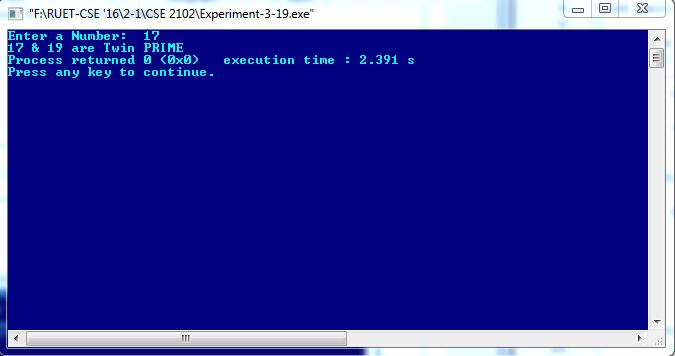 "F:\RUET-CSE '16\2-1\CSE 2102\Experiment-3-19.exe"
Enter a Number:  17
17 & 19 are Twin PRIME
Process returned 0 (0x0)   execution time : 2.391 s
Press any key to continue.